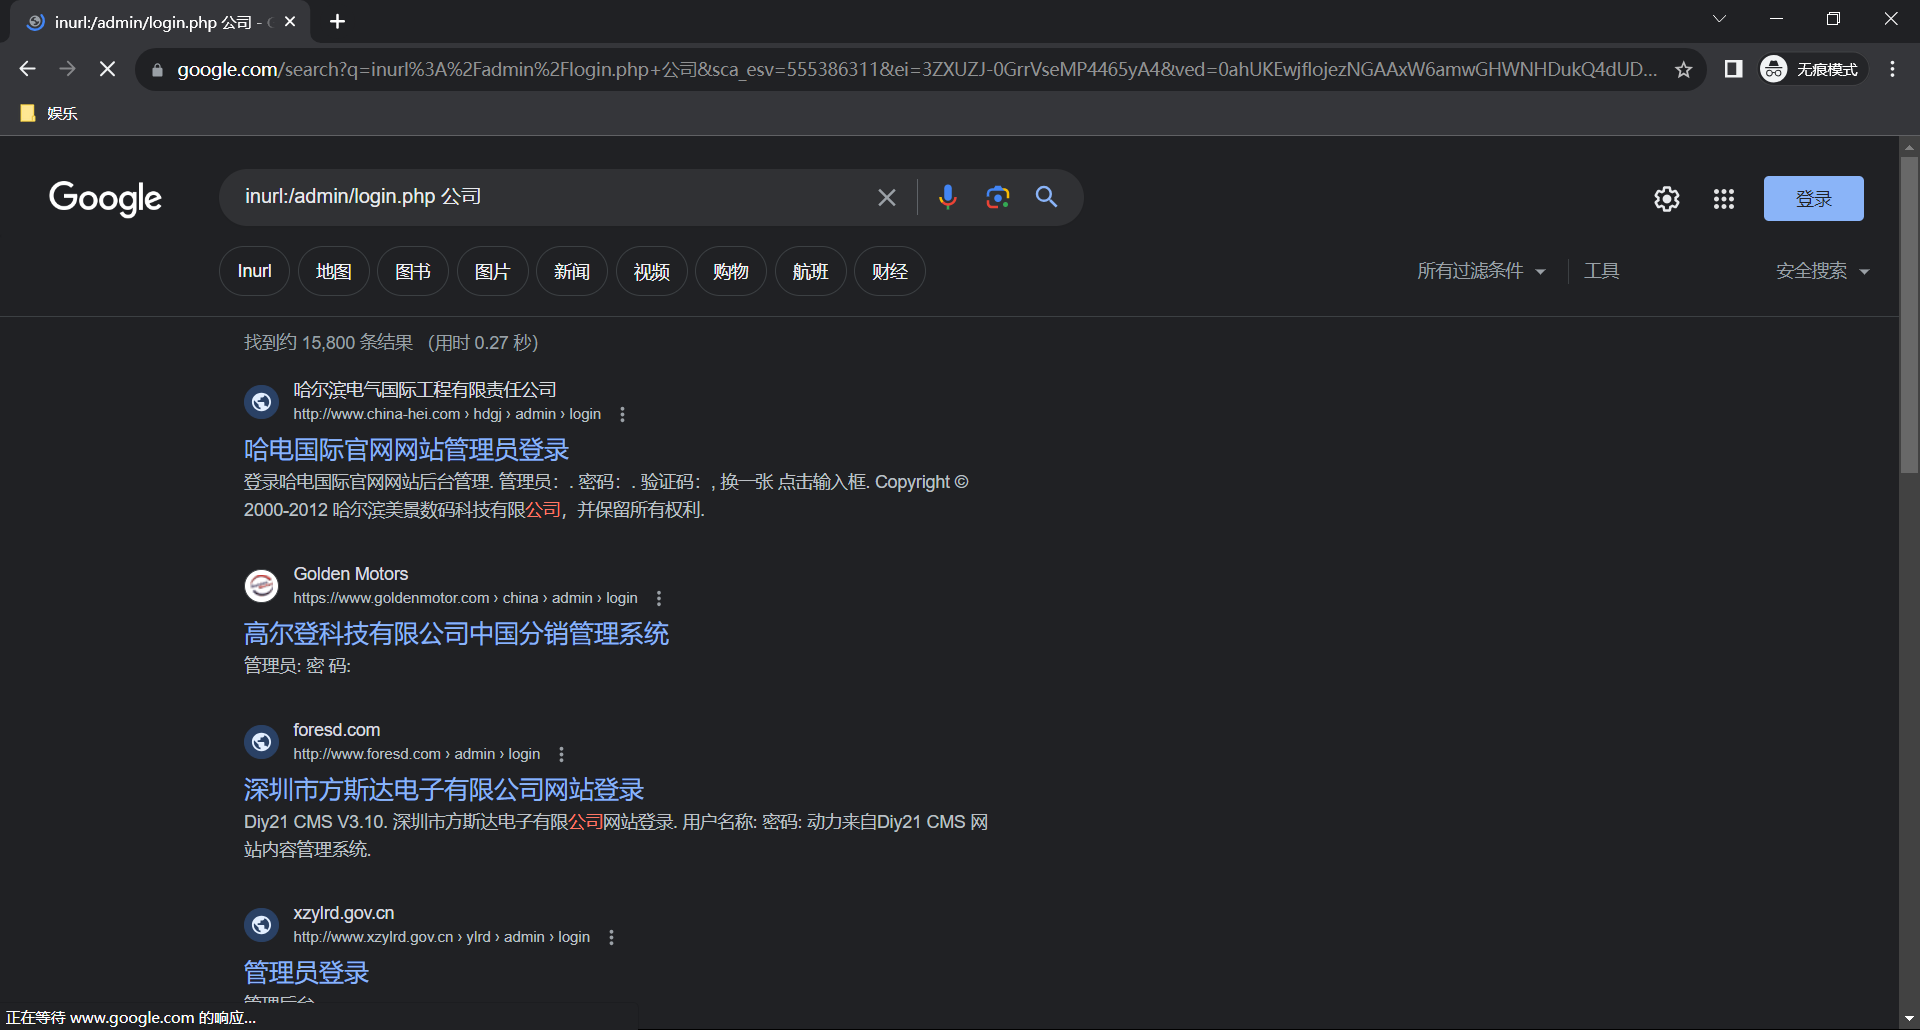 inurl:/admin/login.php 公司 -
google.com/search?q=inurl%3A%2Fadmin%2Flogin.php+公司&sca_esv=555386311&ei=3ZXUZJ-0GrrVseMP4465yA4&ved=0ahUKEwjflojezNGAAxW6amwGHWNHDukQ4dUD...
无痕模式
娱乐
Google
inurl:/admin/login.php 公司
登录
Inurl
地图
图书
图片
新闻
视频
购物
航班
财经
所有过滤条件
工具
安全搜索
找到约 15,800 条结果 （用时 0.27 秒）
哈尔滨电气国际工程有限责任公司
http://www.china-hei.com › hdgj › admin › login
哈电国际官网网站管理员登录
登录哈电国际官网网站后台管理. 管理员：. 密码：. 验证码：, 换一张 点击输入框. Copyright ©
2000-2012 哈尔滨美景数码科技有限公司，并保留所有权利.
Golden Motors
https://www.goldenmotor.com › china › admin › login
高尔登科技有限公司中国分销管理系统
管理员: 密 码:
foresd.com
http://www.foresd.com › admin › login
深圳市方斯达电子有限公司网站登录
Diy21 CMS V3.10. 深圳市方斯达电子有限公司网站登录. 用户名称: 密码: 动力来自Diy21 CMS 网
站内容管理系统.
xzylrd.gov.cn
http://www.xzylrd.gov.cn › ylrd › admin › login
管理员登录
管理后台
正在等待 www.google.com 的响应...